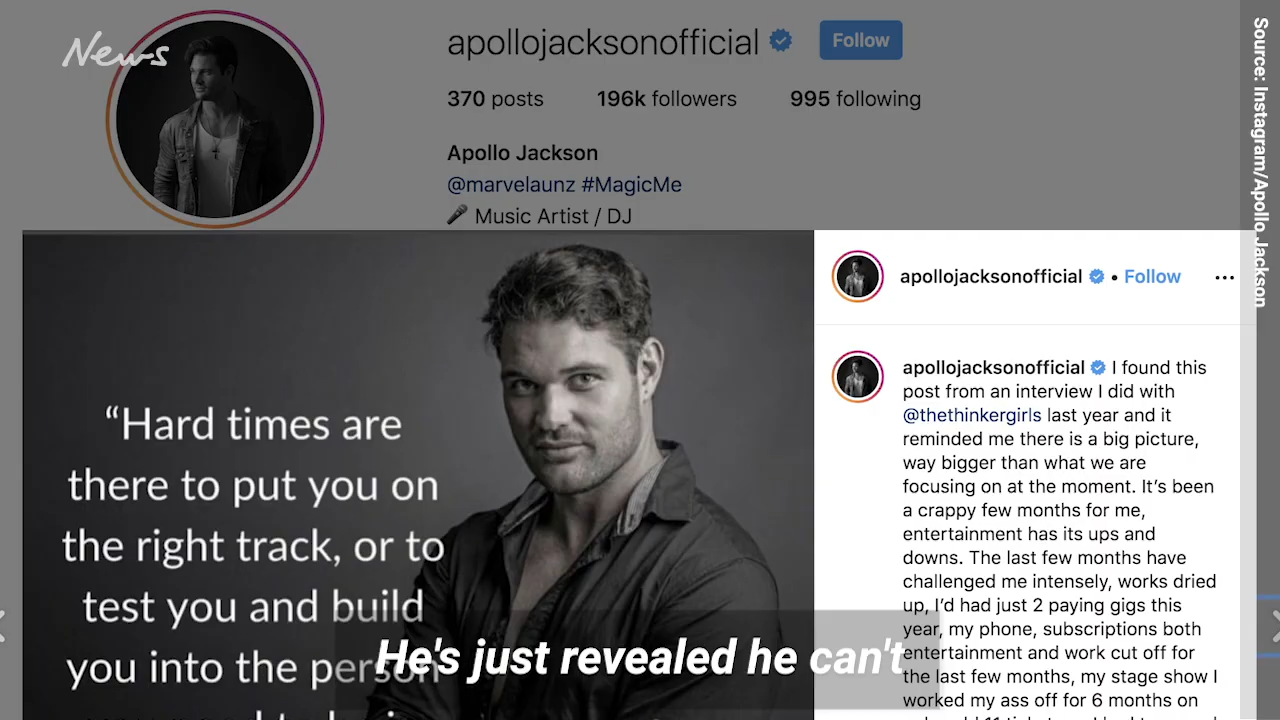 News
apollojacksonofficial Follow
370 posts 196k followers 995 following
Apollo Jackson
@marvelaunz #MagicMe
🎤 Music Artist / DJ
Source: Instagram/Apollo Jackson
“Hard times are
there to put you on
the right track, or to
test you and build
you into the person
apollojacksonofficial • Follow ...
apollojacksonofficial I found this
post from an interview I did with
@thethinkergirls last year and it
reminded me there is a big picture,
way bigger than what we are
focusing on at the moment. It’s been
a crappy few months for me,
entertainment has its ups and
downs. The last few months have
challenged me intensely, works dried
up, I’d had just 2 paying gigs this
year, my phone, subscriptions both
entertainment and work cut off for
the last few months, my stage show I
worked my ass off for 6 months on
He's just revealed he can't